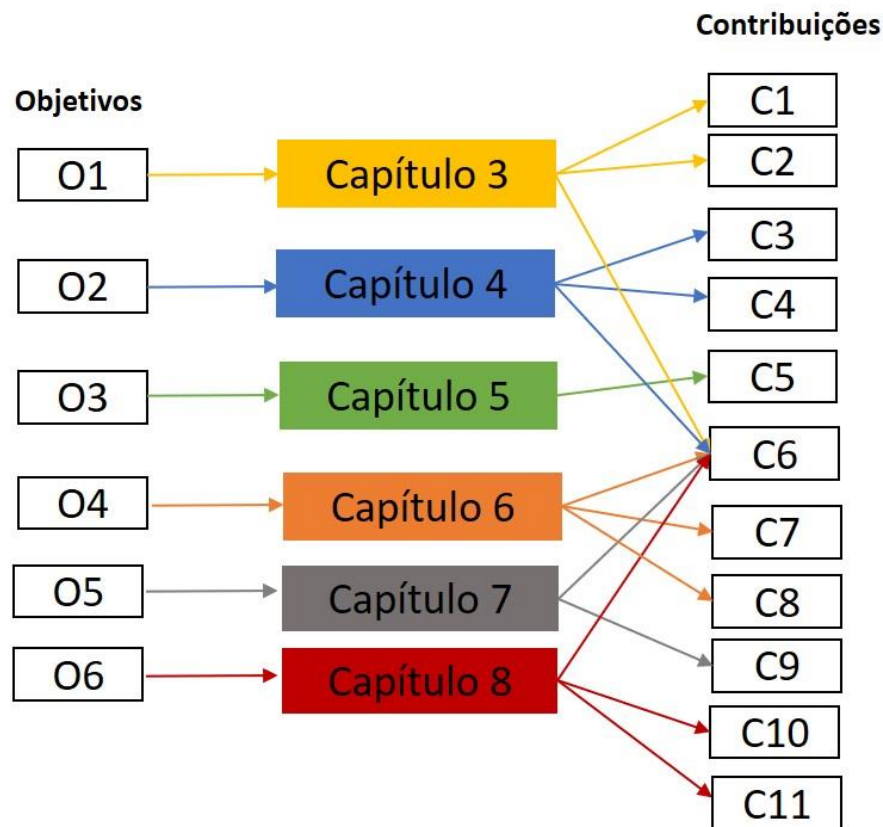 Contribuições
Objetivos
O1
O2
O3
O4
O5
O6
Capítulo 3
Capítulo 4
Capítulo 5
Capítulo 6
Capítulo 7
Capítulo 8
C1
C2
C3
C4
C5
C6
C7
C8
C9
C10
C11